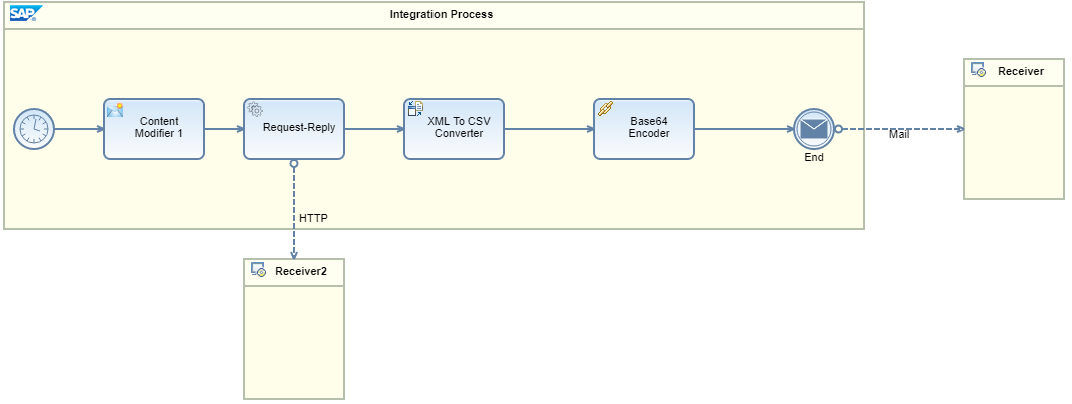 SAP
Integration Process
Receiver
Content
Modifier 1
Request-Reply
XML To CSV
Converter
Base64
Encoder
Mail
End
HTTP
Receiver2